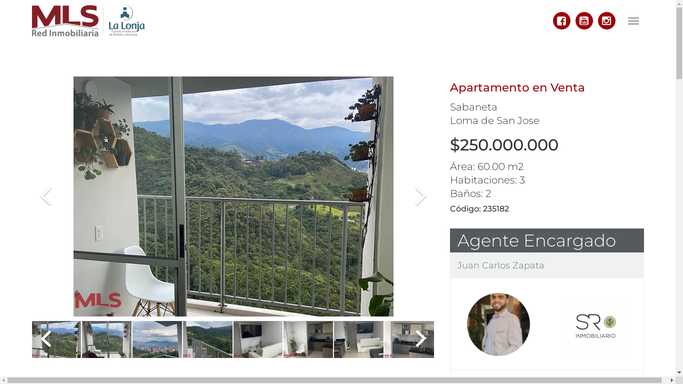 MLS
Red Inmobiliaria
La Lonja
Apartamento en Venta
Sabaneta
Loma de San Jose
$250.000.000
Área: 60.00 m2
Habitaciones: 3
Baños: 2
Código: 235182
MLS
Agente Encargado
Juan Carlos Zapata
SR
INMOBILIARIO